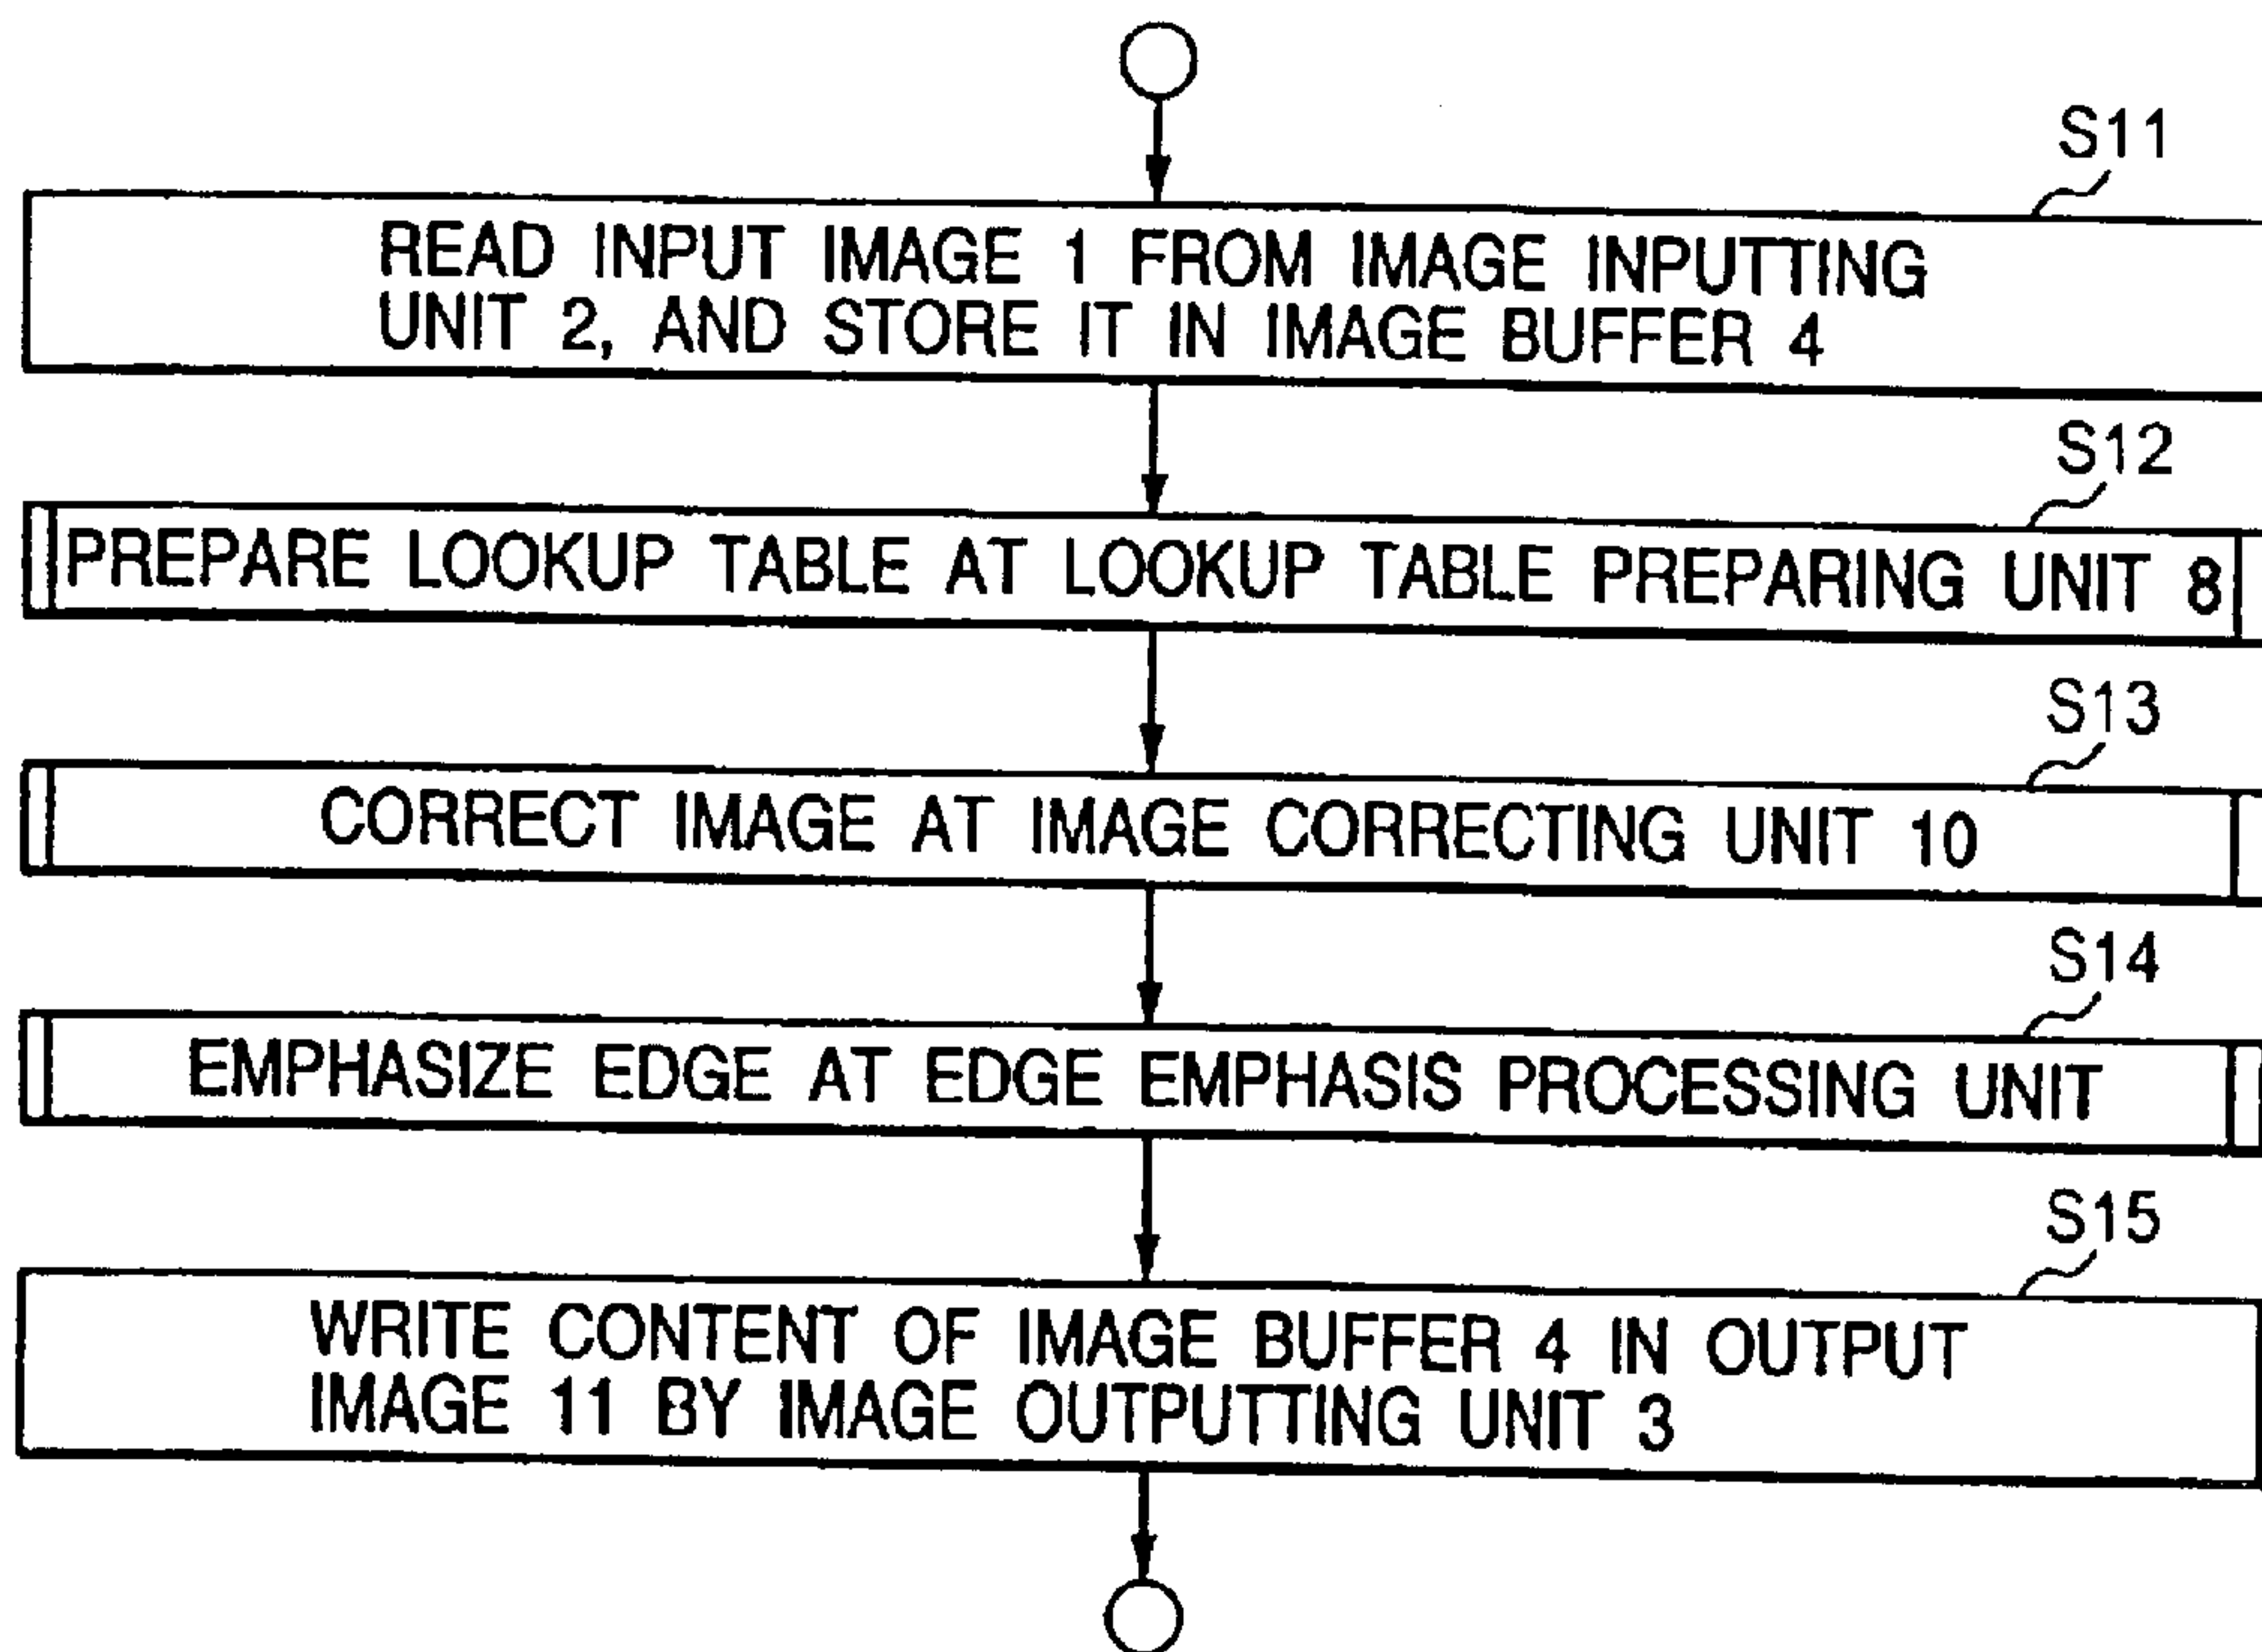 S11
READ INPUT IMAGE 1 FROM IMAGE INPUTTING
UNIT 2, AND STORE IT IN IMAGE BUFFER 4
S12
PREPARE LOOKUP TABLE AT LOOKUP TABLE PREPARING UNIT 8
S13
CORRECT IMAGE AT IMAGE CORRECTING UNIT 10
S14
EMPHASIZE EDGE AT EDGE EMPHASIS PROCESSING UNIT
S15
WRITE CONTENT OF IMAGE BUFFER 4 IN OUTPUT
IMAGE 11 BY IMAGE OUTPUTTING UNIT 3